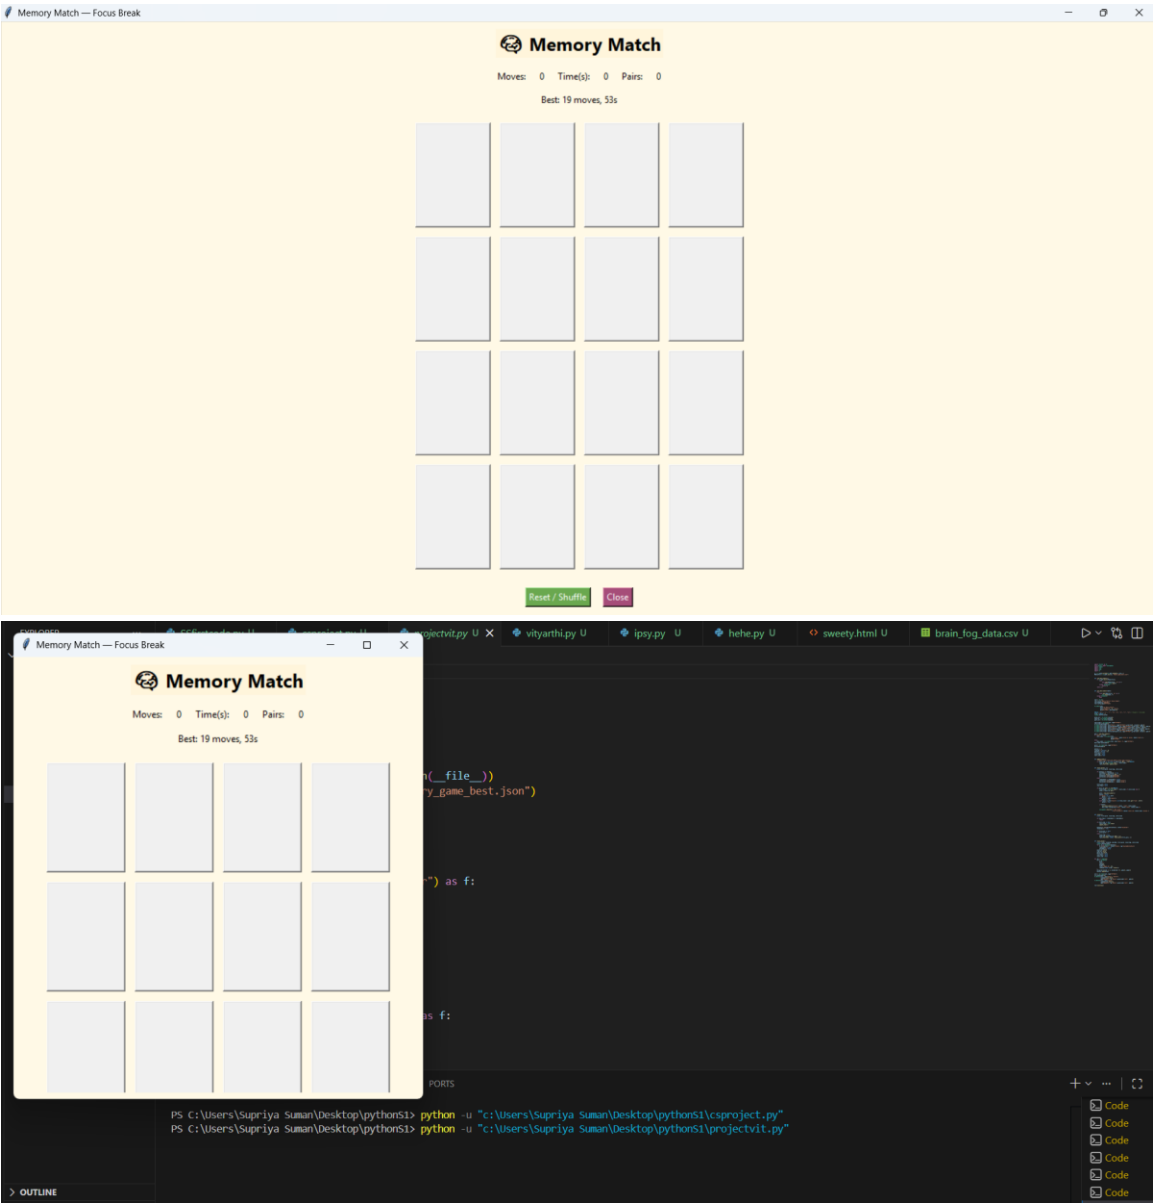 Memory Match — Focus Break
Memory Match
Moves: 0 Time(s): 0 Pairs: 0
Best: 19 moves, 53s
Reset / Shuffle Close
projectvit.py U vityarthi.py U ipsy.py U hehe.py U sweety.html U brain_fog_data.csv U
Memory Match — Focus Break
Memory Match
Moves: 0 Time(s): 0 Pairs: 0
Best: 19 moves, 53s
(__file__))
ry_game_best.json")
") as f:
as f:
PORTS
PS C:\Users\Supriya Suman\Desktop\pythonS1> python -u "c:\Users\Supriya Suman\Desktop\pythonS1\csproject.py"
PS C:\Users\Supriya Suman\Desktop\pythonS1> python -u "c:\Users\Supriya Suman\Desktop\pythonS1\projectvit.py"
Code
Code
Code
Code
Code
Code
OUTLINE